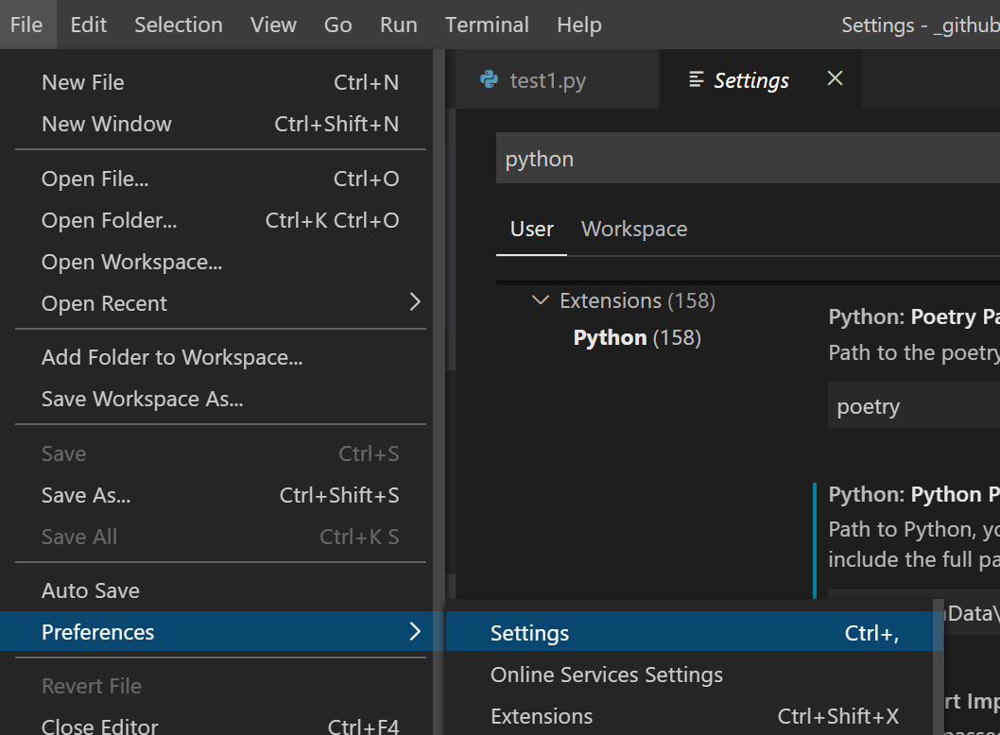 File Edit Selection View Go Run Terminal Help Settings - _github
New File Ctrl+N
New Window Ctrl+Shift+N
Open File... Ctrl+O
Open Folder... Ctrl+K Ctrl+O
Open Workspace...
Open Recent
Add Folder to Workspace...
Save Workspace As...
Save Ctrl+S
Save As... Ctrl+Shift+S
Save All Ctrl+K S
Auto Save
Preferences
Revert File
Close Editor Ctrl+F4
test1.py Settings
python
User Workspace
Extensions (158)
Python (158)
Python: Poetry Pa
Path to the poetry
poetry
Python: Python P
Path to Python, yo
include the full pa
Data\
Settings Ctrl+,
Online Services Settings
Extensions Ctrl+Shift+X
rt Imp